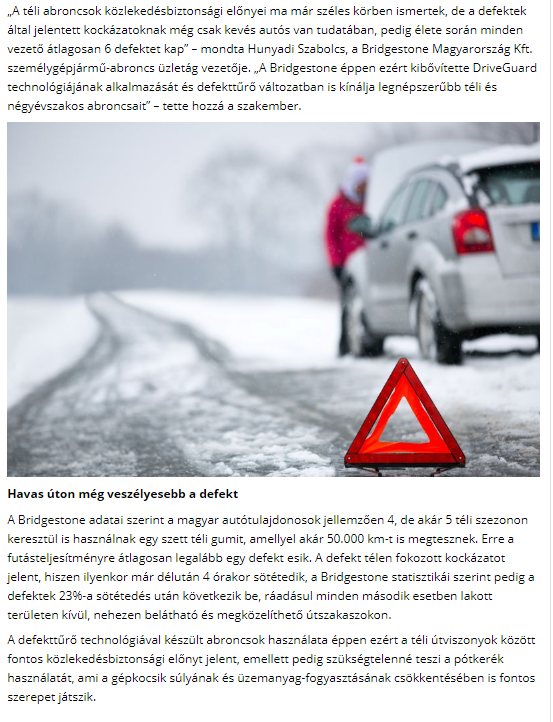 „A téli abroncsok közlekedésbiztonsági előnyei ma már széles körben ismertek, de a defektek
által jelentett kockázatoknak még csak kevés autós van tudatában, pedig élete során minden
vezető átlagosan 6 defektet kap” – mondta Hunyadi Szabolcs, a Bridgestone Magyarország Kft.
személygépjármű-abroncs üzletág vezetője. „A Bridgestone éppen ezért kibővítette DriveGuard
technológiájának alkalmazását és defekttűrő változatban is kínálja legnépszerűbb téli és
négyévszakos abroncsait” – tette hozzá a szakember.
Havas úton még veszélyesebb a defekt
A Bridgestone adatai szerint a magyar autótulajdonosok jellemzően 4, de akár 5 téli szezonon
keresztül is használnak egy szett téli gumit, amellyel akár 50.000 km-t is megtesznek. Erre a
futásteljesítményre átlagosan legalább egy defekt esik. A defekt télen fokozott kockázatot
jelent, hiszen ilyenkor már délután 4 órakor sötétedik, a Bridgestone statisztikái szerint pedig a
defektek 23%-a sötétedés után következik be, ráadásul minden második esetben lakott
területen kívül, nehezen belátható és megközelíthető útszakaszokon.
A defekttűrő technológiával készült abroncsok használata éppen ezért a téli útviszonyok között
fontos közlekedésbiztonsági előnyt jelent, emellett pedig szükségtelenné teszi a pótkerék
használatát, ami a gépkocsik súlyának és üzemanyag-fogyasztásának csökkentésében is fontos
szerepet játszik.